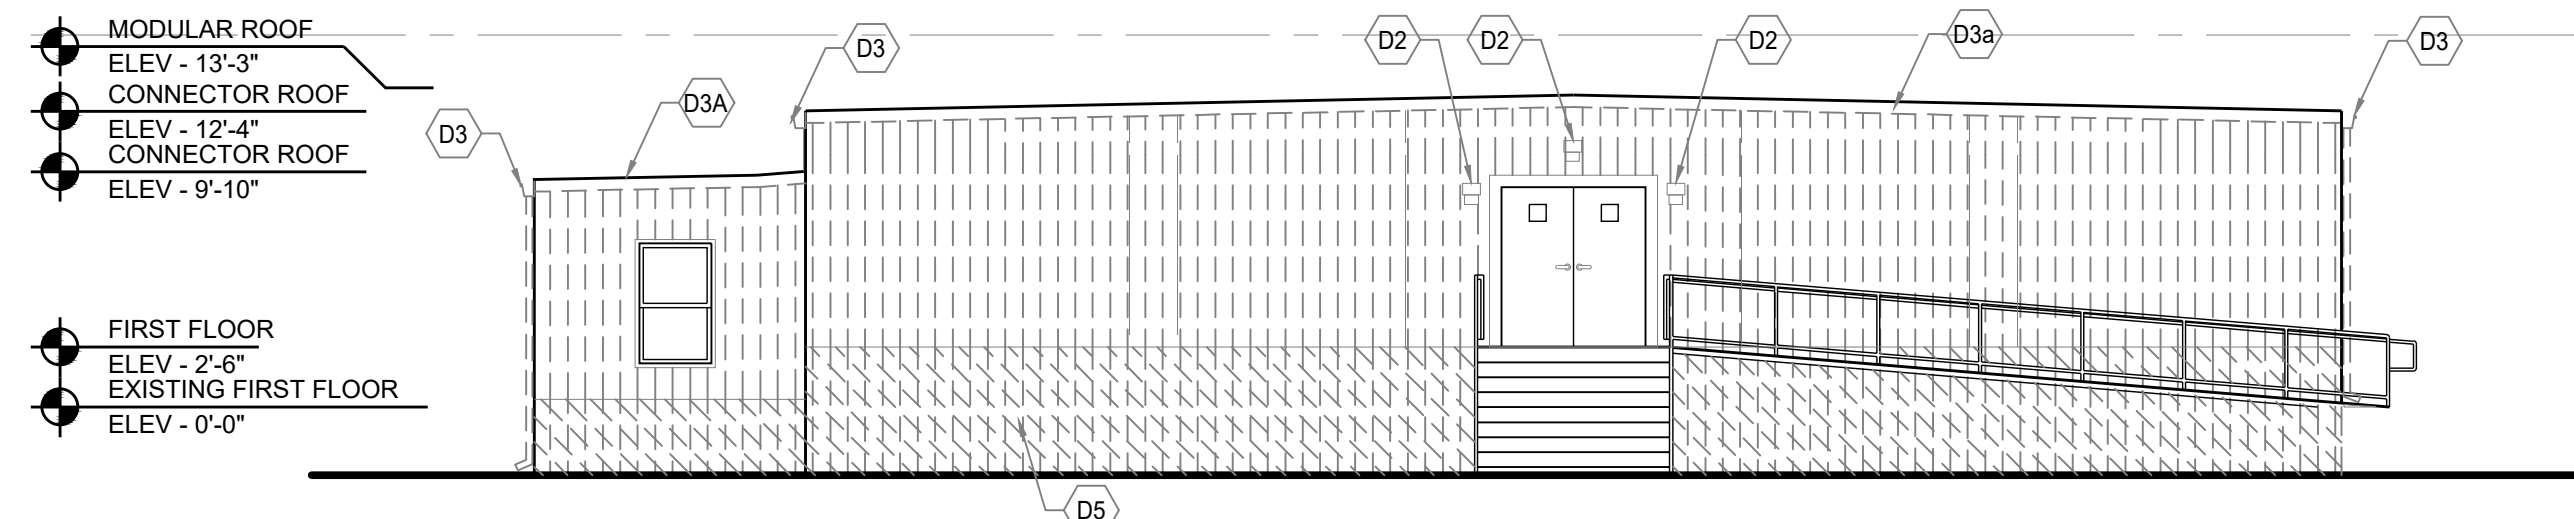 MODULAR ROOF
ELEV - 13'-3"
CONNECTOR ROOF
ELEV - 12'-4"
CONNECTOR ROOF
ELEV - 9'-10"
FIRST FLOOR
ELEV - 2'-6"
EXISTING FIRST FLOOR
ELEV - 0'-0"
D3
D3A
D3
D2
D2
D2
D3a
D3
D5